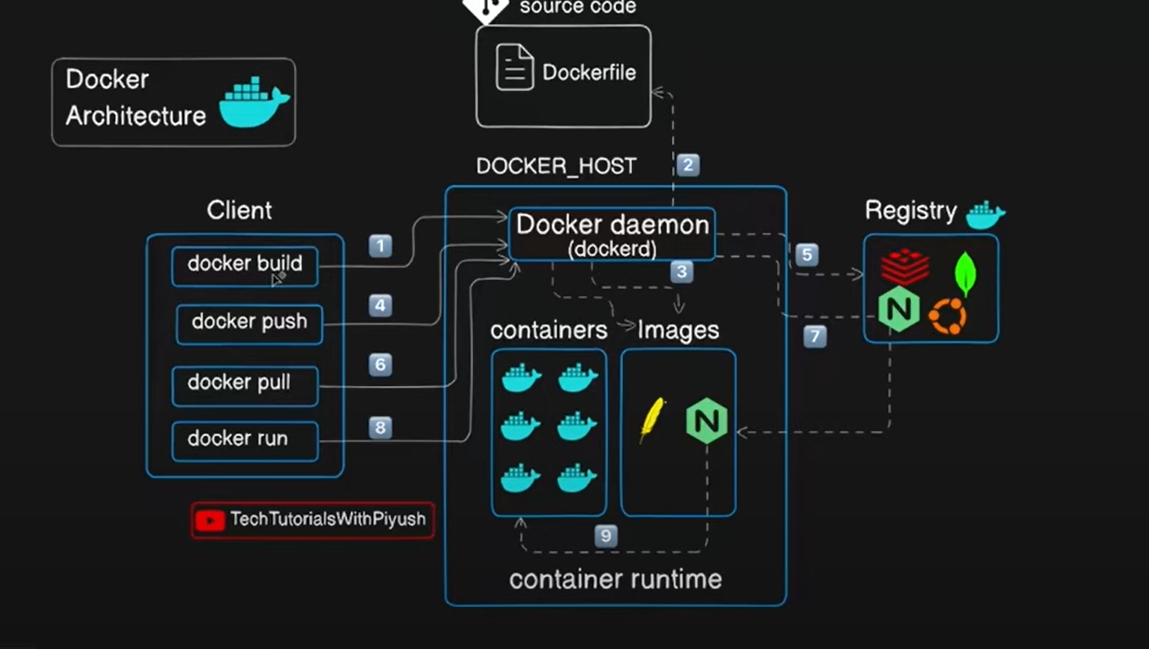 source code
Docker
Architecture
Dockerfile
DOCKER_HOST
2
Client
Registry
1
docker build
Docker daemon
(dockerd)
5
3
4
docker push
containers
Images
7
6
docker pull
8
docker run
N
N
TechTutorialsWithPiyush
9
container runtime